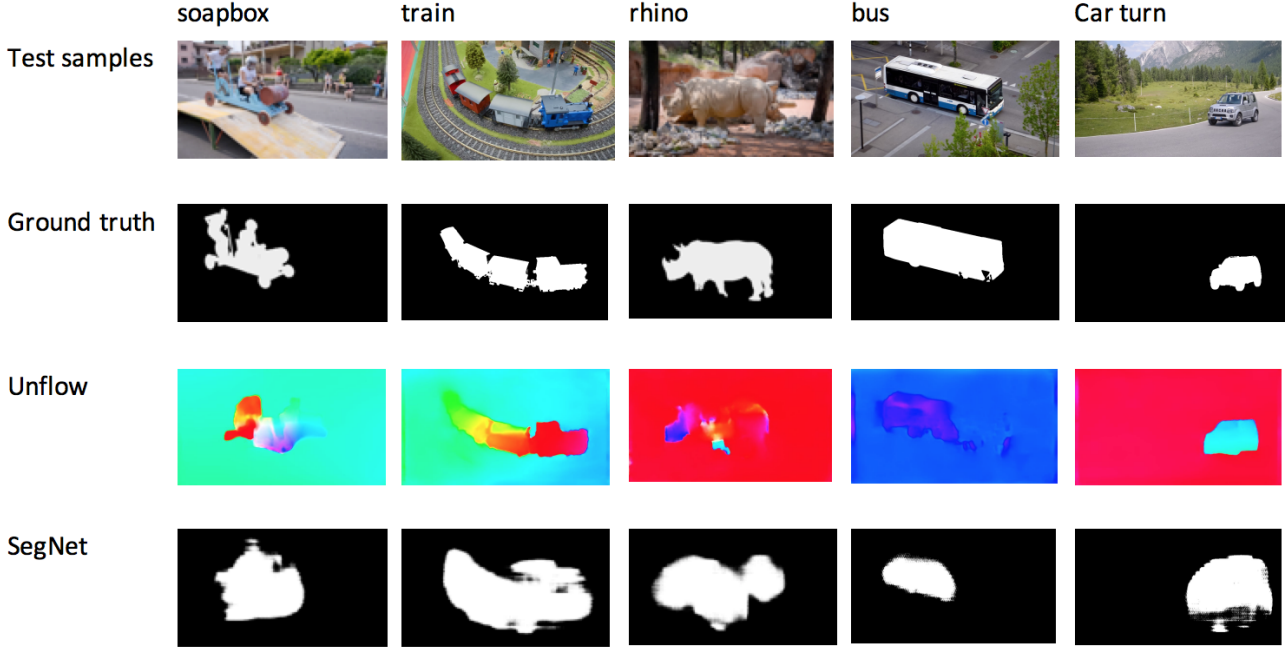 soapbox train rhino bus Car turn
Test samples
Ground truth
Unflow
SegNet